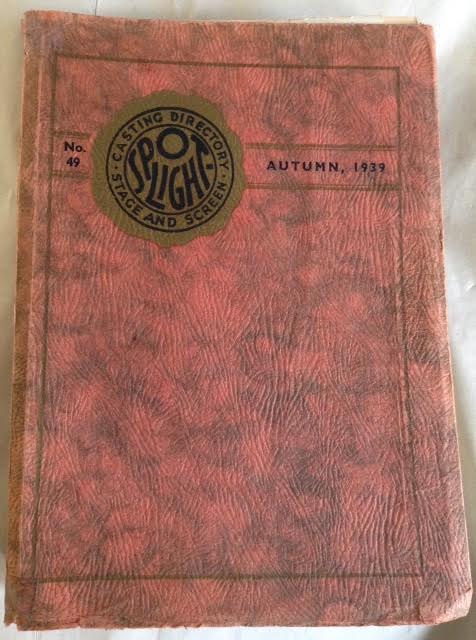 No.
49
CASTING DIRECTORY
SPOTLIGHT
STAGE AND SCREEN
AUTUMN, 1939